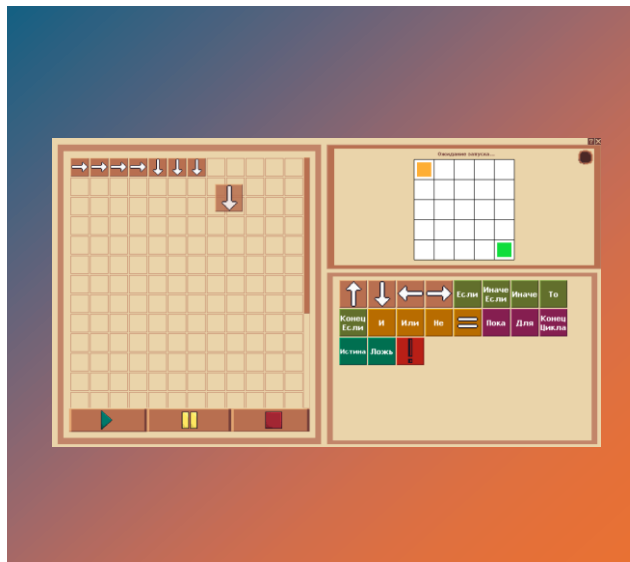 Ожидание запуска...
Если
Иначе Если
Иначе
То
Конец Если
И
Или
Не
Пока
Для
Конец Цикла
Истина
Ложь